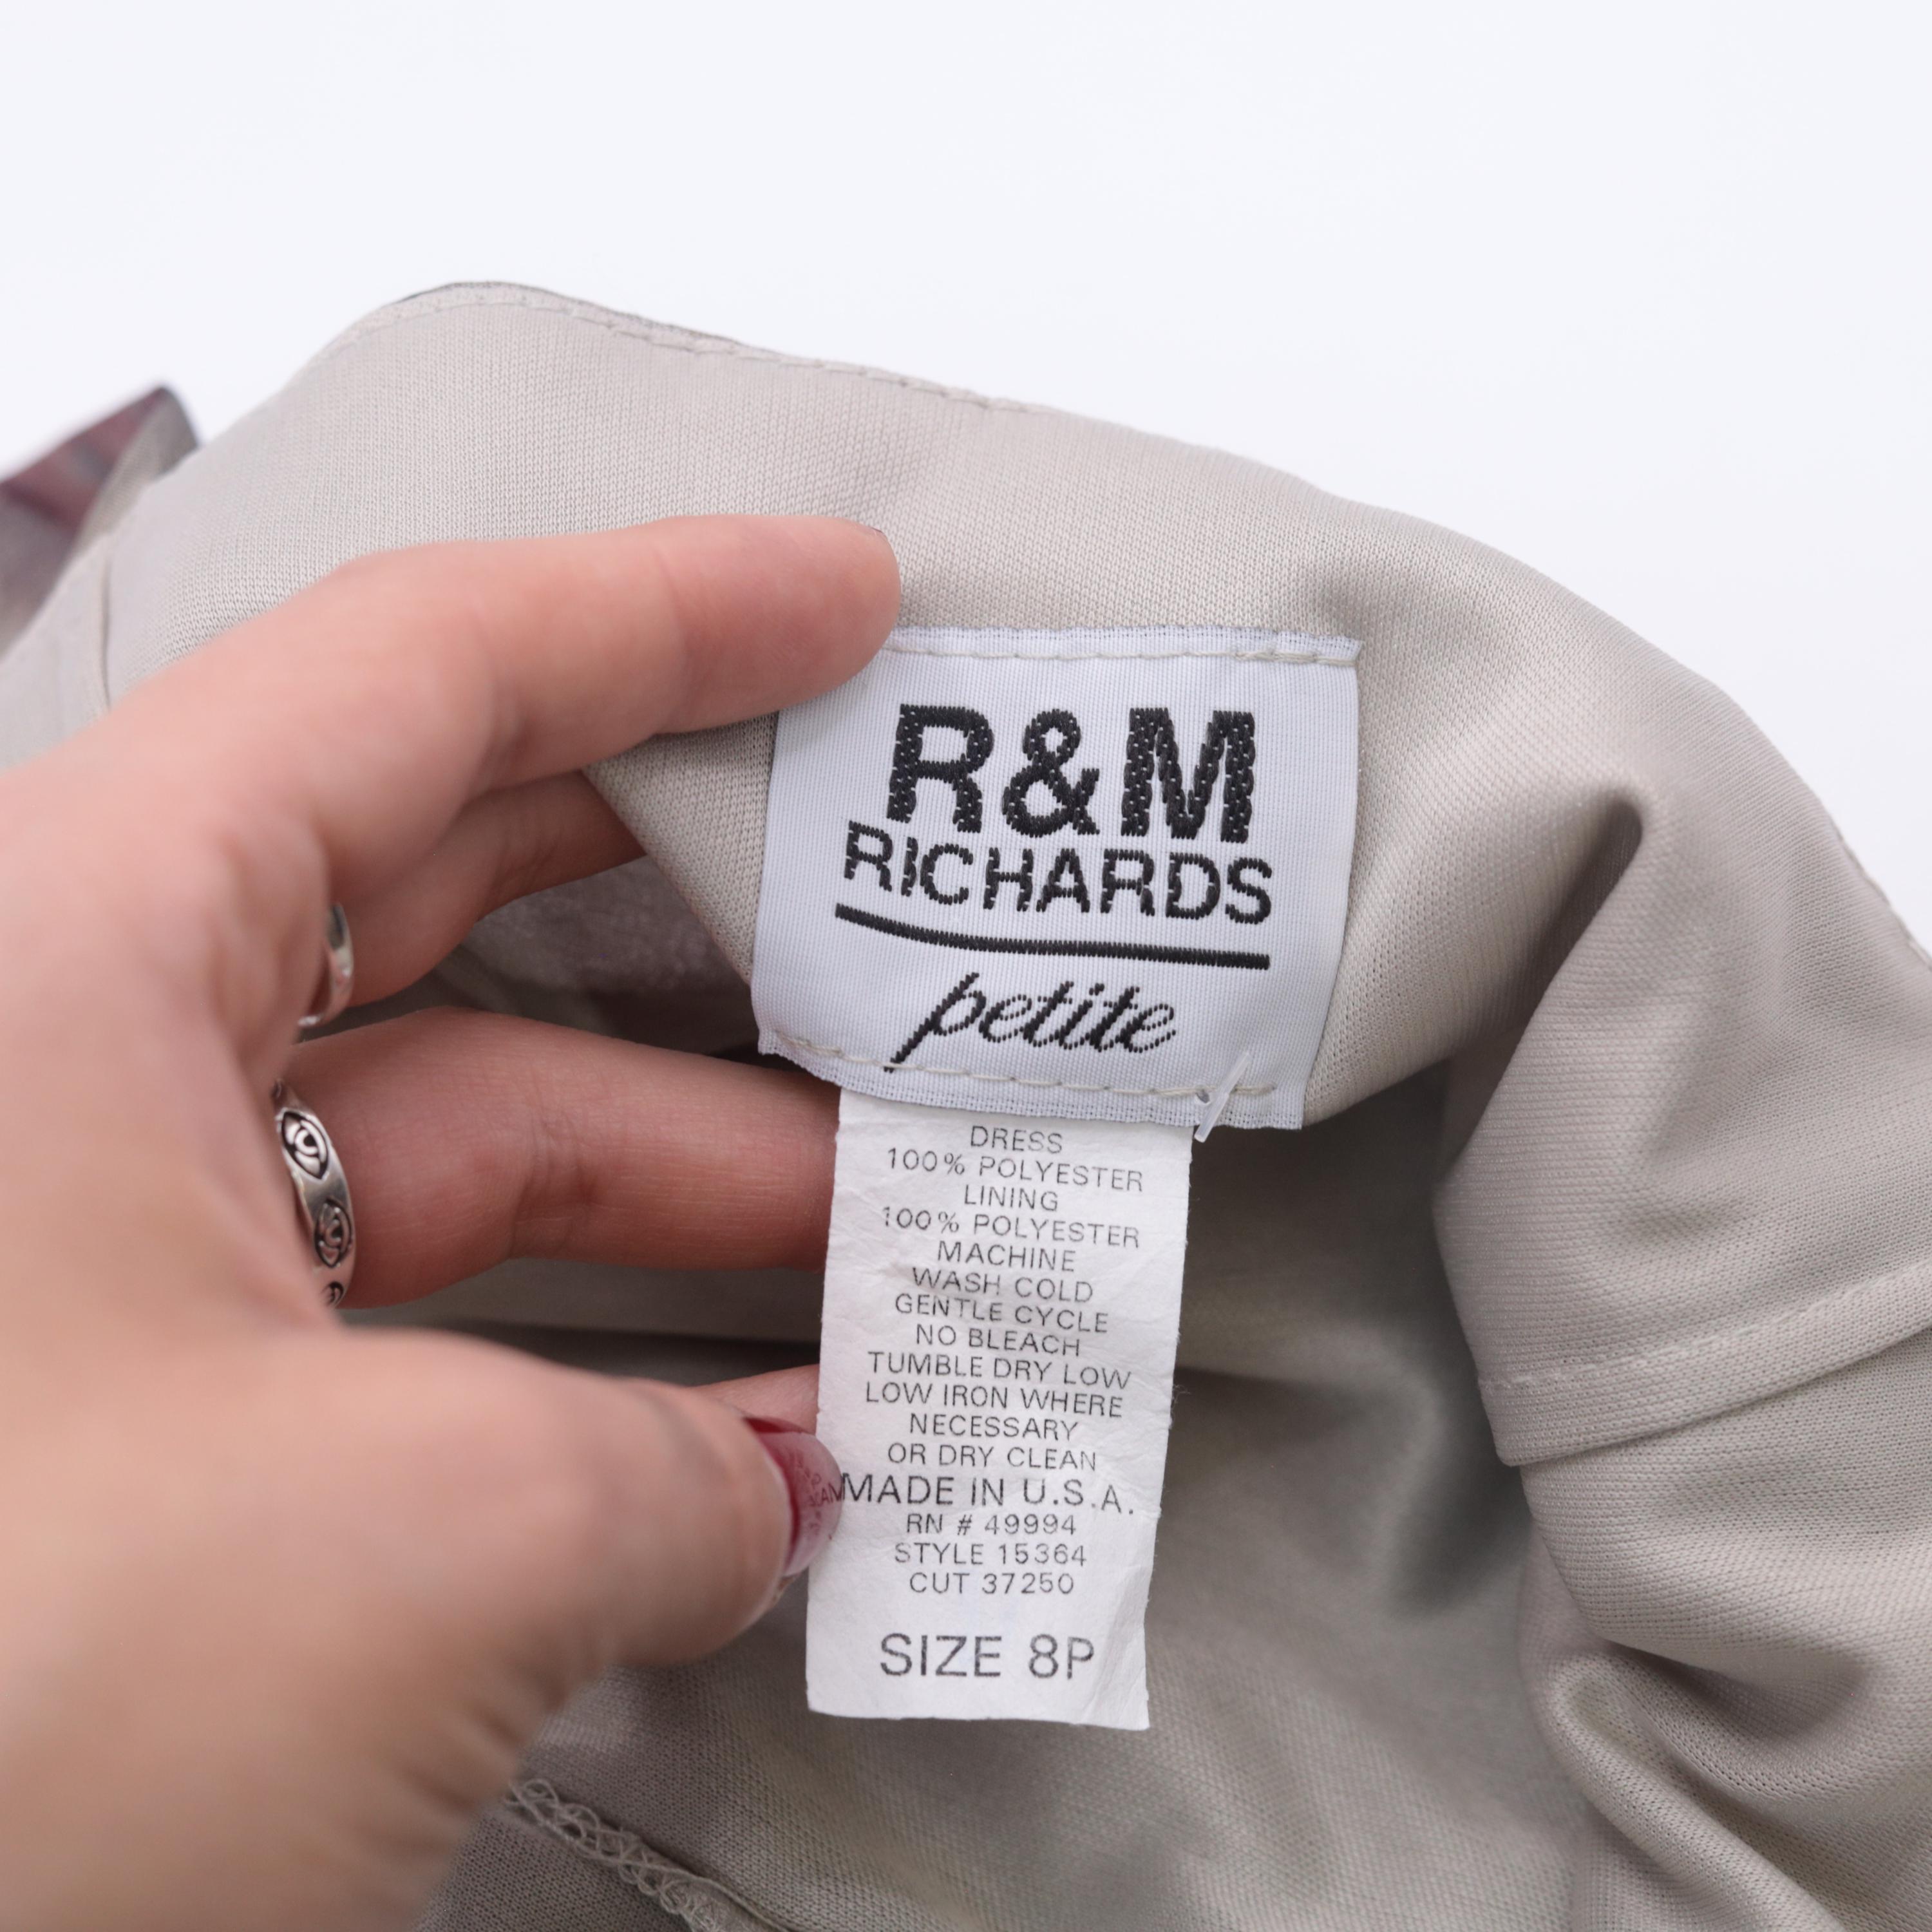 R&M
RICHARDS
petite
DRESS
100% POLYESTER
LINING
100% POLYESTER
MACHINE
WASH COLD
GENTLE CYCLE
NO BLEACH
TUMBLE DRY LOW
LOW IRON WHERE
NECESSARY
OR DRY CLEAN
MADE IN U.S.A.
RN # 49994
STYLE 15364
CUT 37250
SIZE 8P